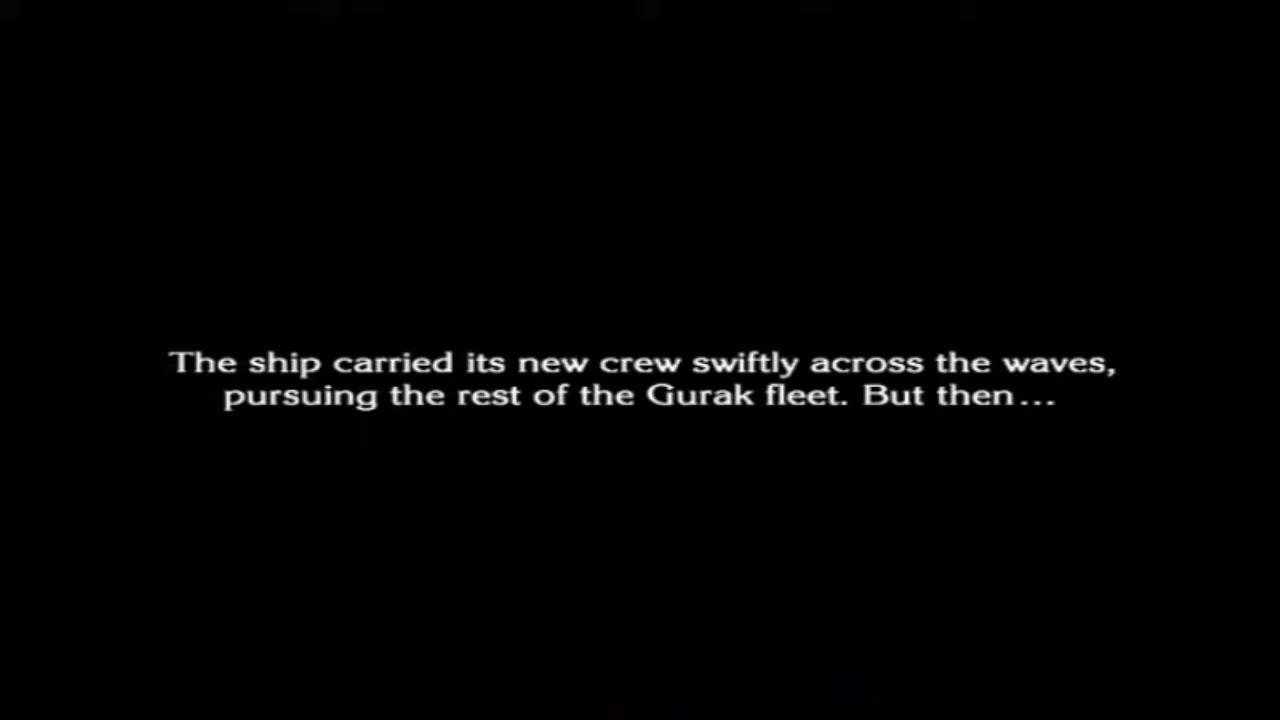 The ship carried its new crew swiftly across the waves,
pursuing the rest of the Gurak fleet. But then...